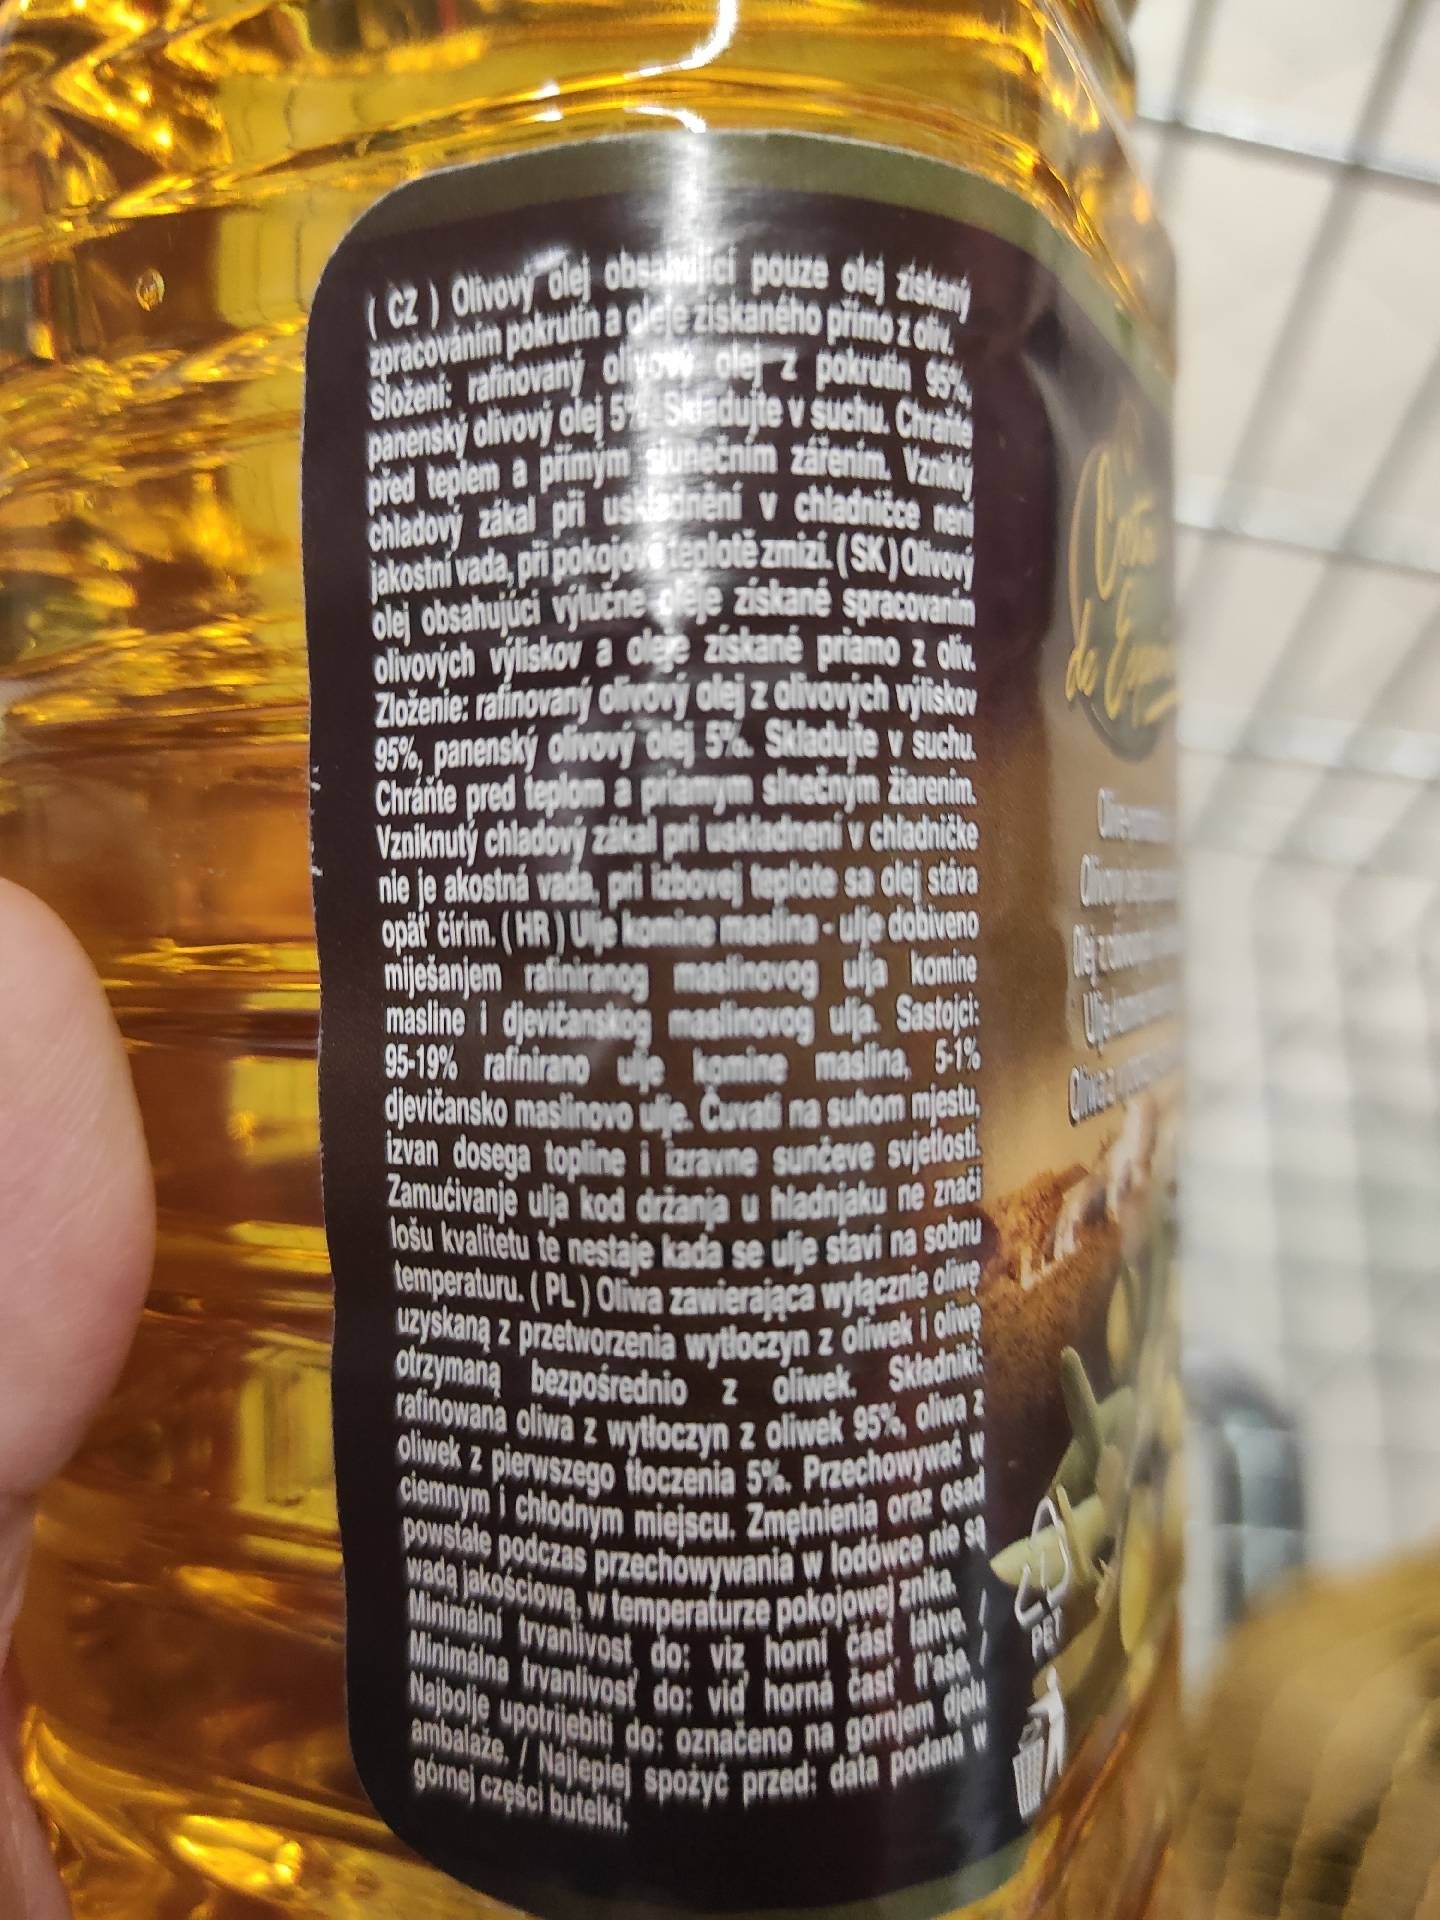 ( CZ ) Olivový olej obsahující pouze olej získaný
zpracováním pokrutin a oleje získaného přímo z oliv.
Složení: rafinovaný olivový olej z pokrutin 95%,
panenský olivový olej 5%. Skladujte v suchu. Chraňte
před teplem a přímým slunečním zářením. Vzniklý
chladový zákal při uskladnění v chladničce není
jakostní vada, při pokojové teplotě zmizí. ( SK ) Olivový
olej obsahujúci výlučne oleje získané spracovaním
olivových výliskov a oleje získané priamo z olív.
Zloženie: rafinovaný olivový olej z olivových výliskov
95%, panenský olivový olej 5%. Skladujte v suchu.
Chráňte pred teplom a priamym slnečným žiarením.
Vzniknutý chladový zákal pri uskladnení v chladničke
nie je akostná vada, pri izbovej teplote sa olej stáva
opäť čírim. ( HR ) Ulje komine maslina - ulje dobiveno
miješanjem rafiniranog maslinovog ulja komine
masline i djevičanskog maslinovog ulja. Sastojci:
95-19% rafinirano ulje komine maslina, 5-1%
djevičansko maslinovo ulje. Čuvati na suhom mjestu,
izvan dosega topline i izravne sunčeve svjetlosti.
Zamućivanje ulja kod držanja u hladnjaku ne znači
lošu kvalitetu te nestaje kada se ulje stavi na sobnu
temperaturu. ( PL ) Oliwa zawierająca wyłącznie oliwę
uzyskaną z przetworzenia wytłoczyn z oliwek i oliwę
otrzymaną bezpośrednio z oliwek. Składniki:
rafinowana oliwa z wytłoczyn z oliwek 95%, oliwa z
oliwek z pierwszego tłoczenia 5%. Przechowywać w
ciemnym i chłodnym miejscu. Zmętnienia oraz osad
powstałe podczas przechowywania w lodówce nie są
wadą jakościową, w temperaturze pokojowej znika.
Minimální trvanlivost do: viz horní část láhve. /
Minimálna trvanlivosť do: viď horná časť fľaše. /
Najbolje upotrijebiti do: označeno na gornjem djelu
ambalaže. / Najlepiej spożyć przed: data podana w
górnej części butelki.
Costa
de
PET